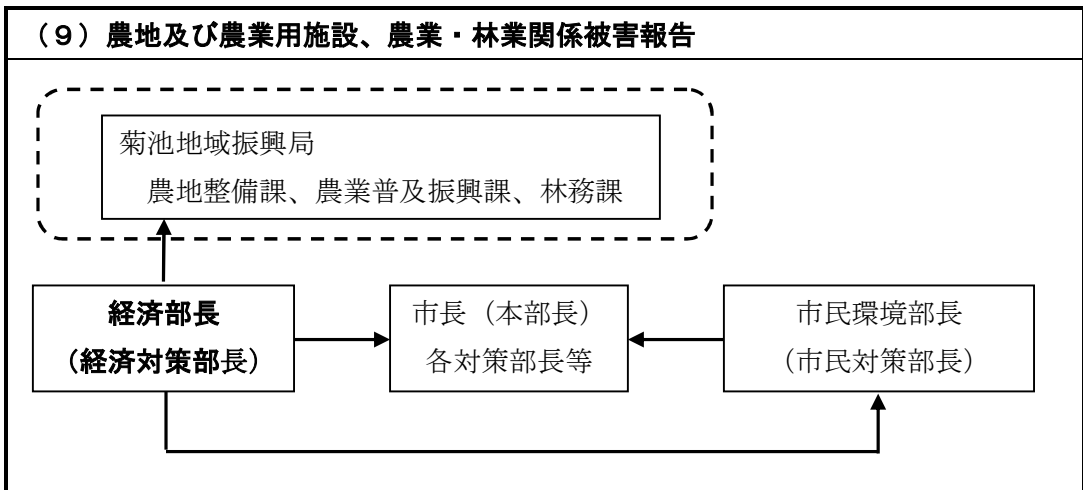 (９)農地及び農業用施設、農業・林業関係被害報告
菊池地域振興局
農地整備課、農業普及振興課、林務課
経済部長
(経済対策部長)
市長（本部長）
各対策部長等
市民環境部長
(市民対策部長)